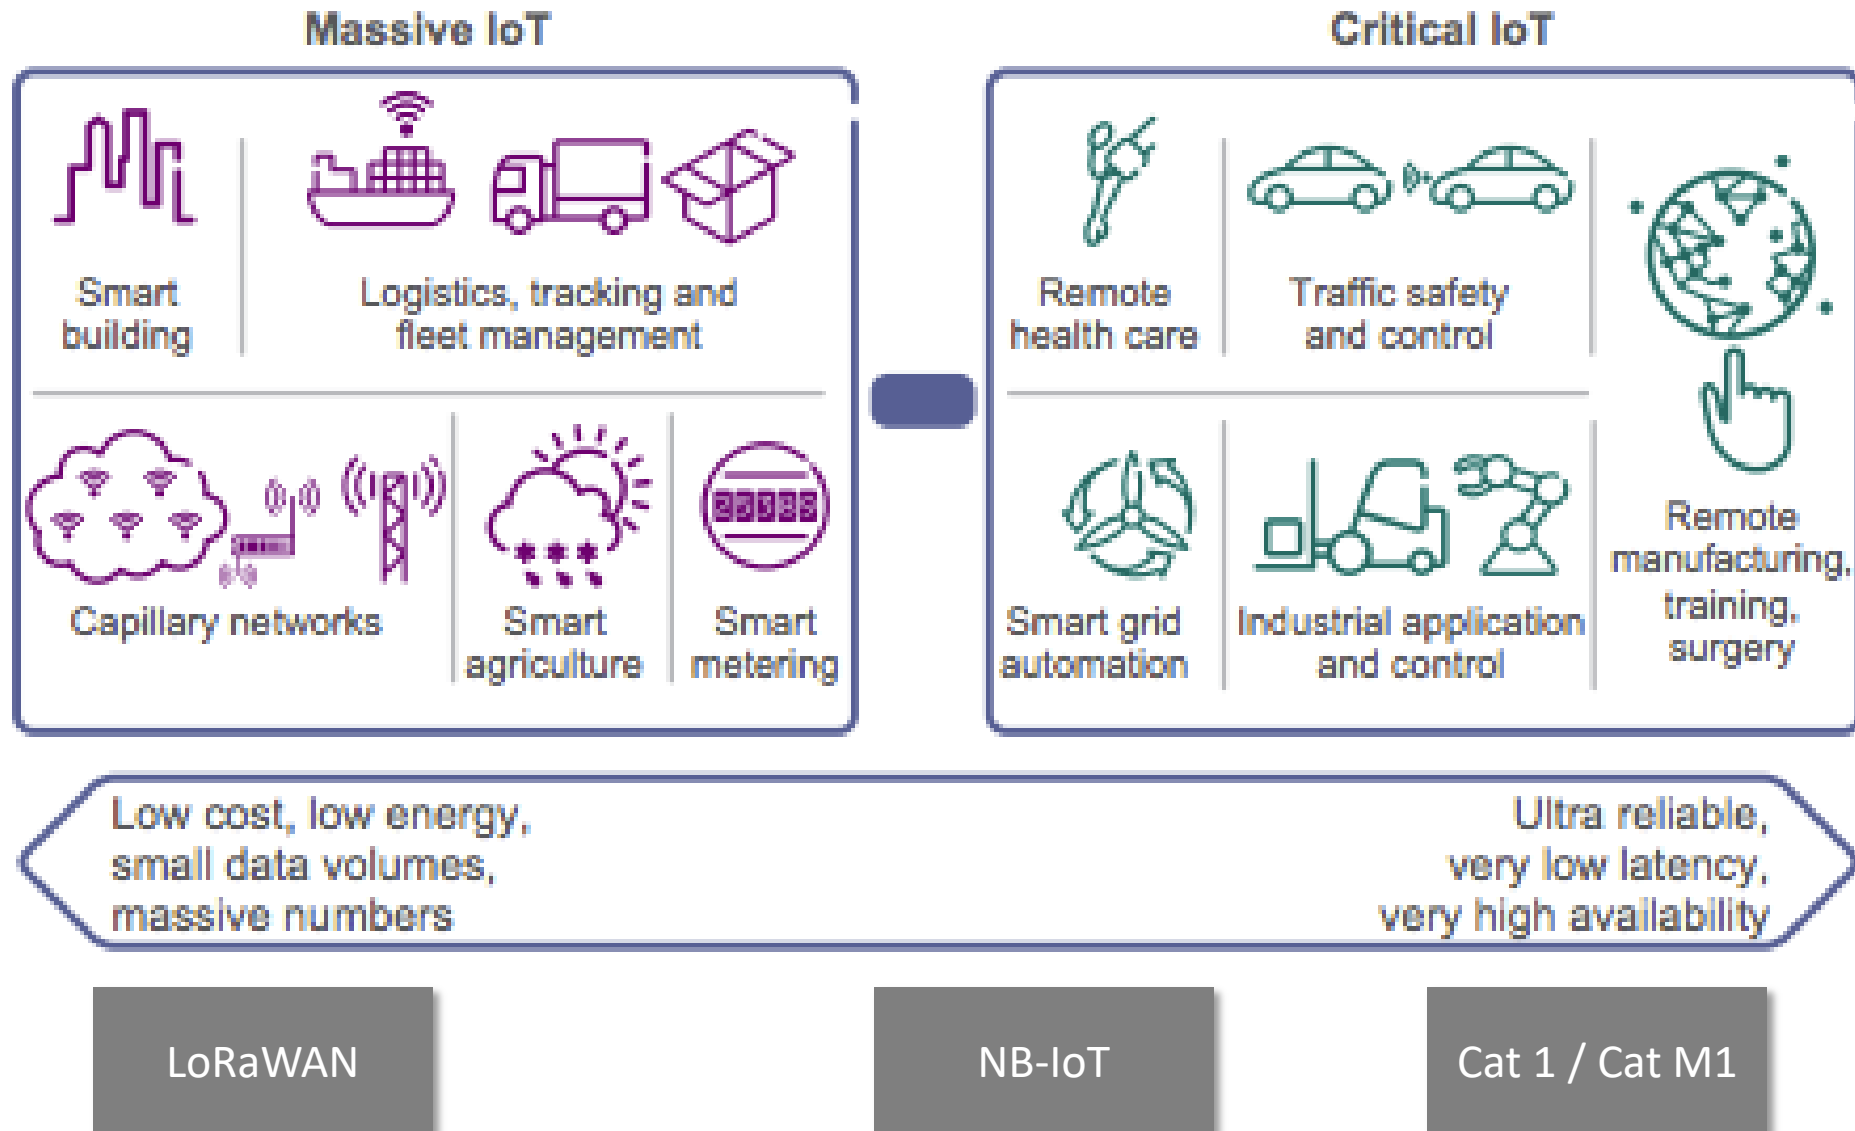 Massive IoT
Critical IoT
Smart
building
Logistics, tracking and
fleet management
Capillary networks
Smart
agriculture
Smart
metering
Remote
health care
Traffic safety
and control
Smart grid
automation
Industrial application
and control
Remote
manufacturing,
training,
surgery
Low cost, low energy,
small data volumes,
massive numbers
Ultra reliable,
very low latency,
very high availability
LoRaWAN
NB-IoT
Cat 1 / Cat M1